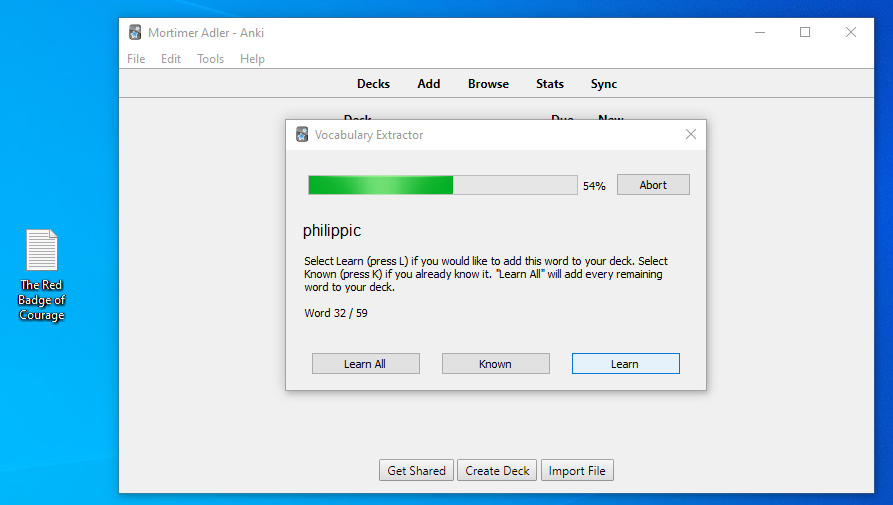 Mortimer Adler - Anki
File Edit Tools Help
Decks Add Browse Stats Sync
Deck Due New
Vocabulary Extractor
54% Abort
philippic
Select Learn (press L) if you would like to add this word to your deck. Select
Known (press K) if you already know it. "Learn All" will add every remaining
word to your deck.
Word 32 / 59
Learn All Known Learn
Get Shared Create Deck Import File
The Red
Badge of
Courage